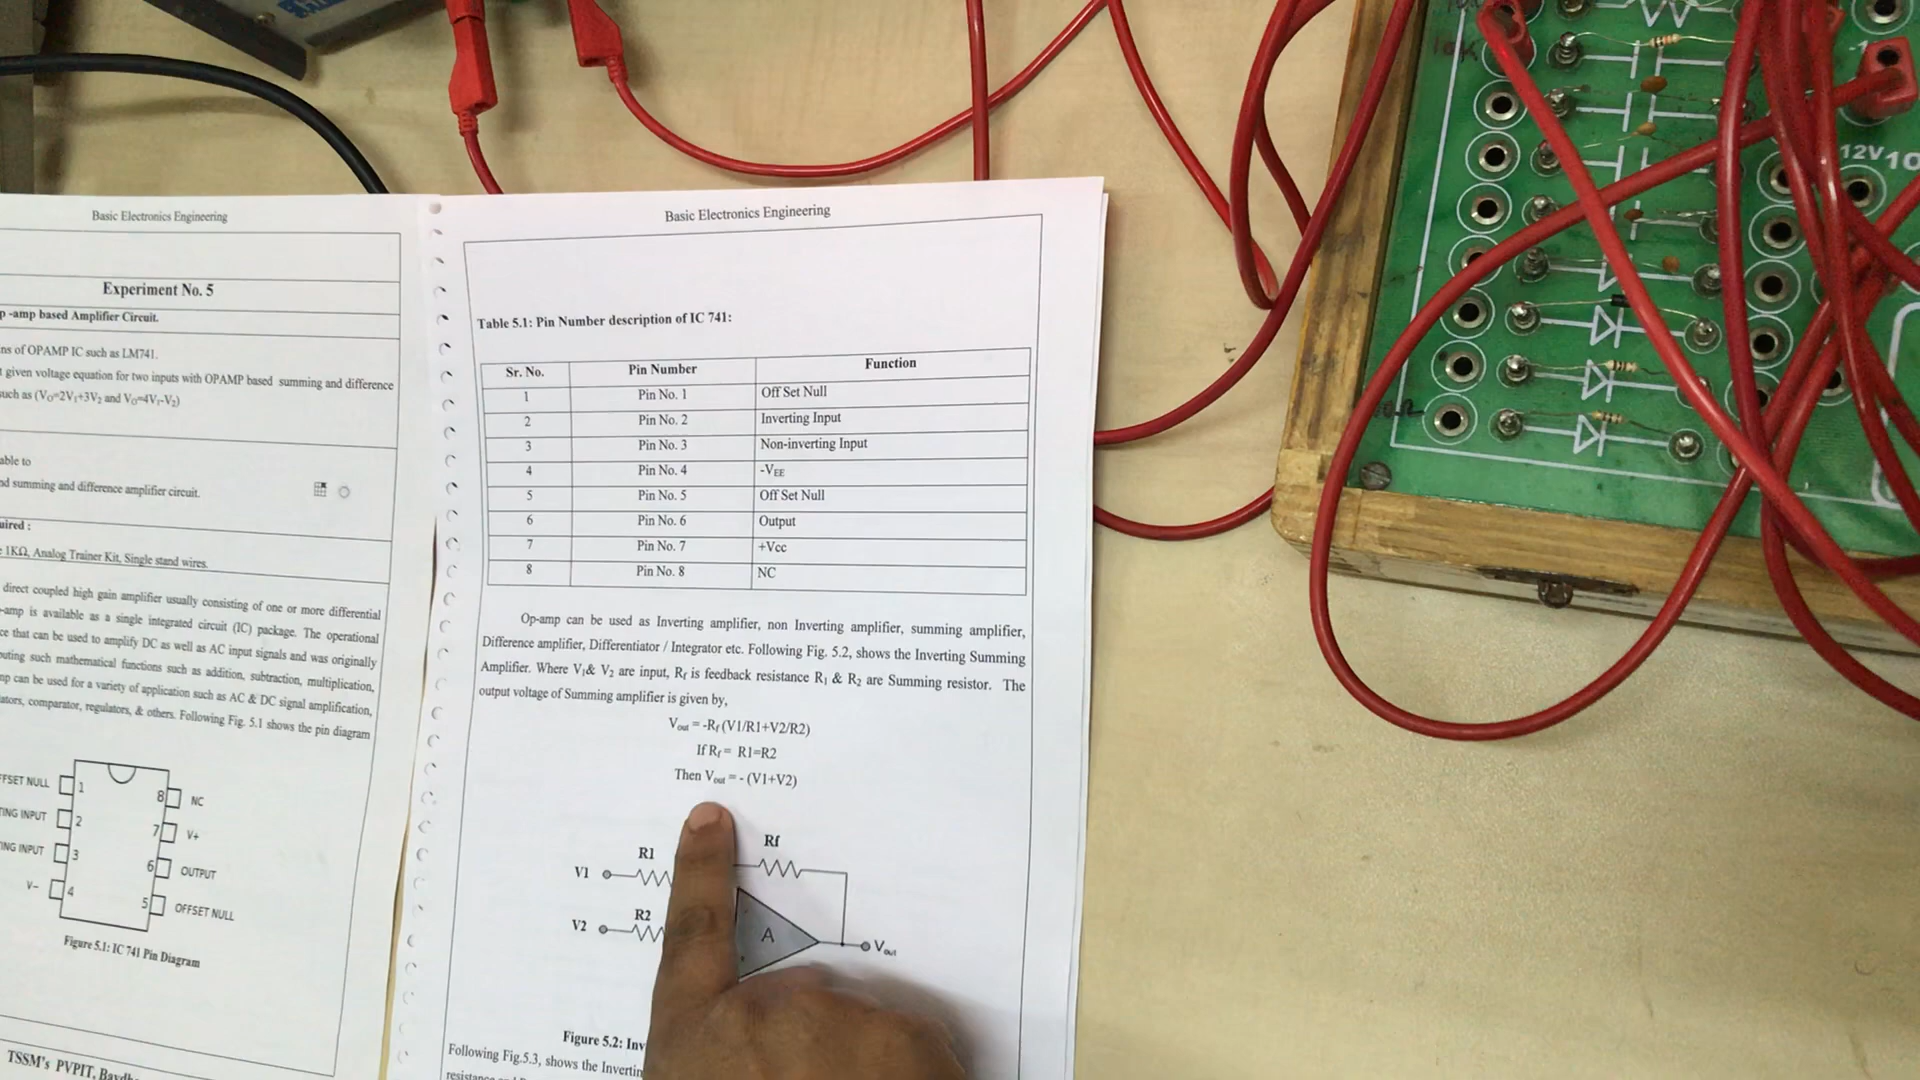 Basic Electronics Engineering
Experiment No. 5
-amp based Amplifier Circuit.
of OPAMP IC such as LM741.
given voltage equation for two inputs with OPAMP based summing and difference
such as (VO=2V1+3V2 and VO=4V1-V2)
able to
summing and difference amplifier circuit.
1KΩ, Analog Trainer Kit, Single stand wires.
direct coupled high gain amplifier usually consisting of one or more differential
-amp is available as a single integrated circuit (IC) package. The operational
that can be used to amplify DC as well as AC input signals and was originally
such mathematical functions such as addition, subtraction, multiplication,
can be used for a variety of application such as AC & DC signal amplification,
comparator, regulators, & others. Following Fig. 5.1 shows the pin diagram
NULL 1
8 NC
INPUT 2
7 V+
INPUT 3
6 OUTPUT
V- 4
5 OFFSET NULL
Figure 5.1: IC 741 Pin Diagram
TSSM's PVPIT,
Basic Electronics Engineering
Table 5.1: Pin Number description of IC 741:
Sr. No. Pin Number Function
1 Pin No. 1 Off Set Null
2 Pin No. 2 Inverting Input
3 Pin No. 3 Non-inverting Input
4 Pin No. 4 -VEE
5 Pin No. 5 Off Set Null
6 Pin No. 6 Output
7 Pin No. 7 +Vcc
8 Pin No. 8 NC
Op-amp can be used as Inverting amplifier, non Inverting amplifier, summing amplifier,
Difference amplifier, Differentiator / Integrator etc. Following Fig. 5.2, shows the Inverting Summing
Amplifier. Where V1& V2 are input, Rf is feedback resistance R1 & R2 are Summing resistor. The
output voltage of Summing amplifier is given by,
Vout = -Rf (V1/R1+V2/R2)
If Rf = R1=R2
Then Vout = - (V1+V2)
Rf
R1
V1
R2
V2
A
Vout
Figure 5.2:
Following Fig.5.3, shows the
12V
10K